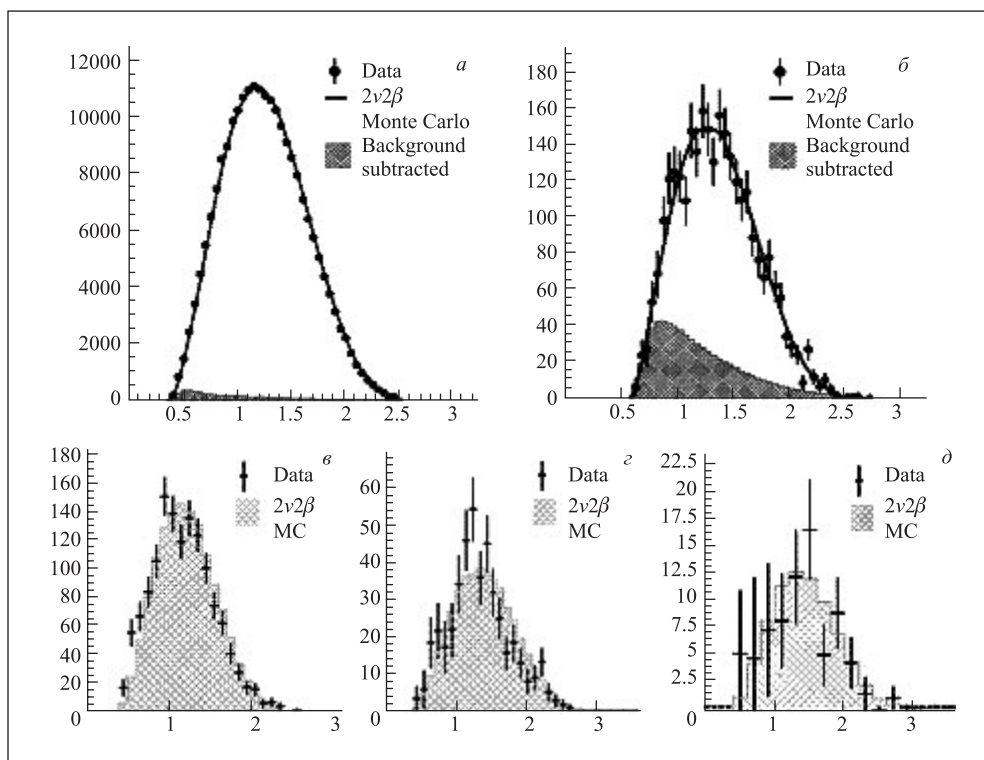 12000
10000
8000
6000
4000
2000
0
0.5 1 1.5 2 2.5 3
Data
2ν2β
Monte Carlo
Background
subtracted
а
180
160
140
120
100
80
60
40
20
0
0.5 1 1.5 2 2.5 3
Data
2ν2β
Monte Carlo
Background
subtracted
б
180
160
140
120
100
80
60
40
20
0
1 2 3
Data
2ν2β
MC
в
60
50
40
30
20
10
0
1 2 3
Data
2ν2β
MC
г
22.5
20
17.5
15
12.5
10
7.5
5
2.5
0
1 2 3
Data
2ν2β
MC
д